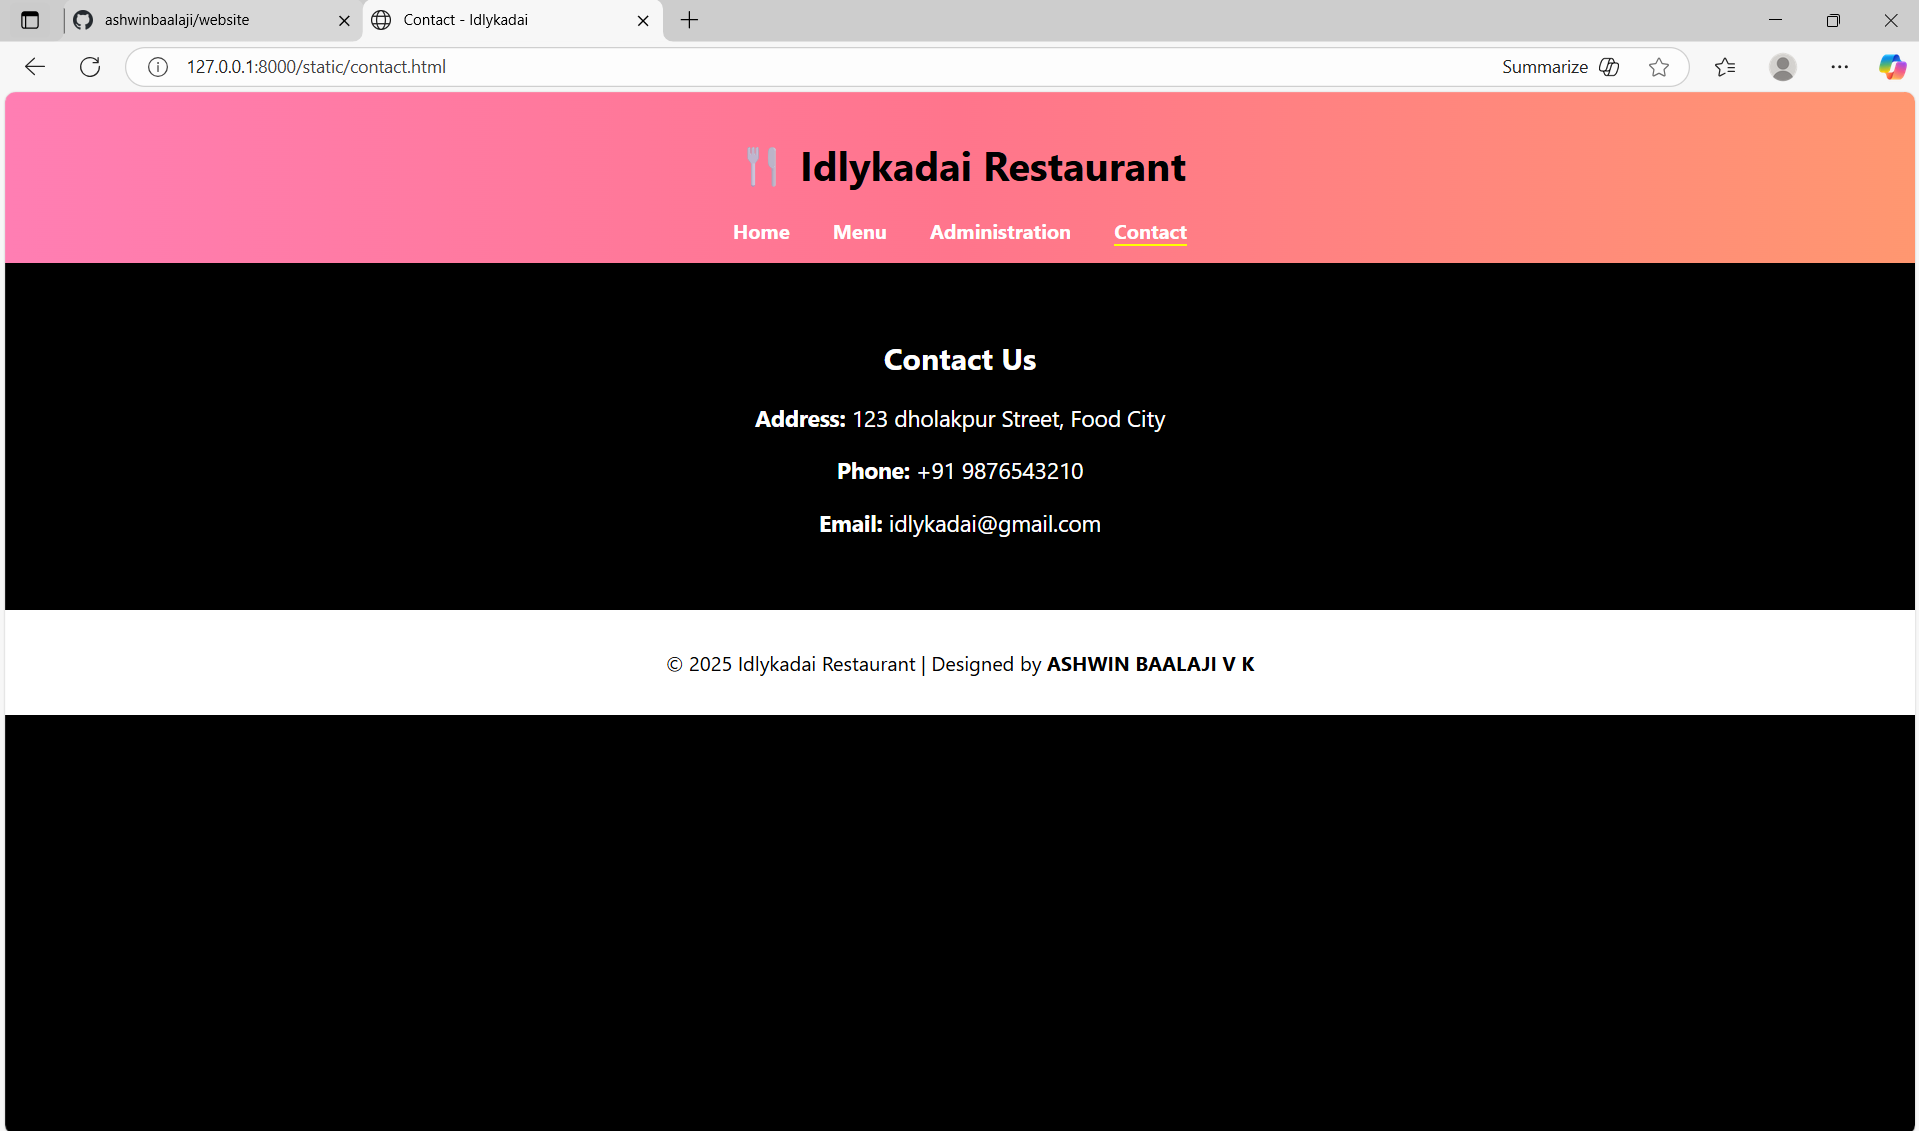 ashwinbaalaji/website
Contact - Idlykadai
127.0.0.1:8000/static/contact.html
Summarize
🍴 Idlykadai Restaurant
Home Menu Administration Contact
Contact Us
Address: 123 dholakpur Street, Food City
Phone: +91 9876543210
Email: idlykadai@gmail.com
© 2025 Idlykadai Restaurant | Designed by ASHWIN BAALAJI V K